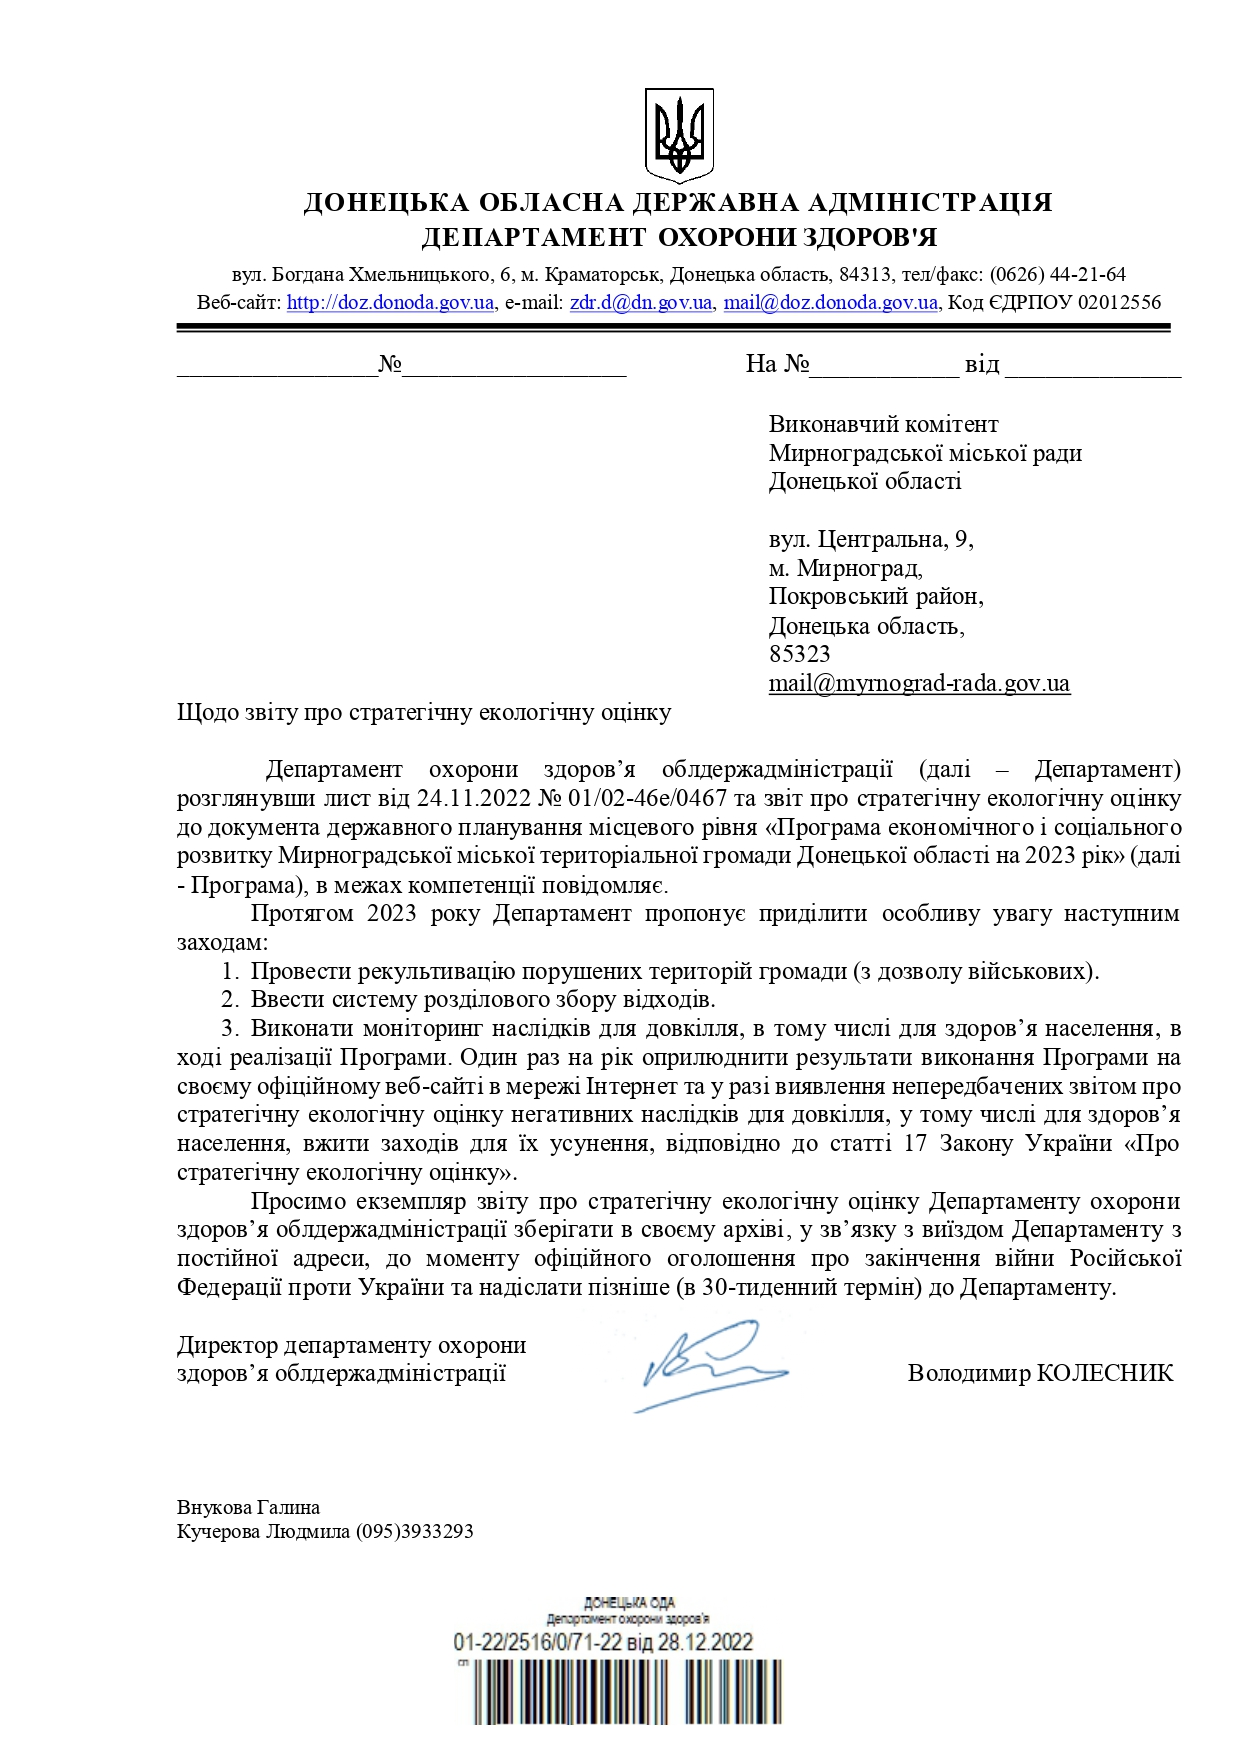 ДОНЕЦЬКА ОБЛАСНА ДЕРЖАВНА АДМІНІСТРАЦІЯ
ДЕПАРТАМЕНТ ОХОРОНИ ЗДОРОВ'Я
вул. Богдана Хмельницького, 6, м. Краматорськ, Донецька область, 84313, тел/факс: (0626) 44-21-64
Веб-сайт: http://doz.donoda.gov.ua, e-mail: zdr.d@dn.gov.ua, mail@doz.donoda.gov.ua, Код ЄДРПОУ 02012556
________________№__________________ На №____________ від ______________
Виконавчий комітент
Мирноградської міської ради
Донецької області
вул. Центральна, 9,
м. Мирноград,
Покровський район,
Донецька область,
85323
mail@myrnograd-rada.gov.ua
Щодо звіту про стратегічну екологічну оцінку
Департамент охорони здоров’я облдержадміністрації (далі – Департамент)
розглянувши лист від 24.11.2022 № 01/02-46е/0467 та звіт про стратегічну екологічну оцінку
до документа державного планування місцевого рівня «Програма економічного і соціального
розвитку Мирноградської міської територіальної громади Донецької області на 2023 рік» (далі
- Програма), в межах компетенції повідомляє.
Протягом 2023 року Департамент пропонує приділити особливу увагу наступним
заходам:
1. Провести рекультивацію порушених територій громади (з дозволу військових).
2. Ввести систему розділового збору відходів.
3. Виконати моніторинг наслідків для довкілля, в тому числі для здоров’я населення, в
ході реалізації Програми. Один раз на рік оприлюднити результати виконання Програми на
своєму офіційному веб-сайті в мережі Інтернет та у разі виявлення непередбачених звітом про
стратегічну екологічну оцінку негативних наслідків для довкілля, у тому числі для здоров’я
населення, вжити заходів для їх усунення, відповідно до статті 17 Закону України «Про
стратегічну екологічну оцінку».
Просимо екземпляр звіту про стратегічну екологічну оцінку Департаменту охорони
здоров’я облдержадміністрації зберігати в своєму архіві, у зв’язку з виїздом Департаменту з
постійної адреси, до моменту офіційного оголошення про закінчення війни Російської
Федерації проти України та надіслати пізніше (в 30-тиденний термін) до Департаменту.
Директор департаменту охорони
здоров’я облдержадміністрації Володимир КОЛЕСНИК
Внукова Галина
Кучерова Людмила (095)3933293
ДОНЕЦЬКА ОДА
Департамент охорони здоров'я
01-22/2516/0/71-22 від 28.12.2022